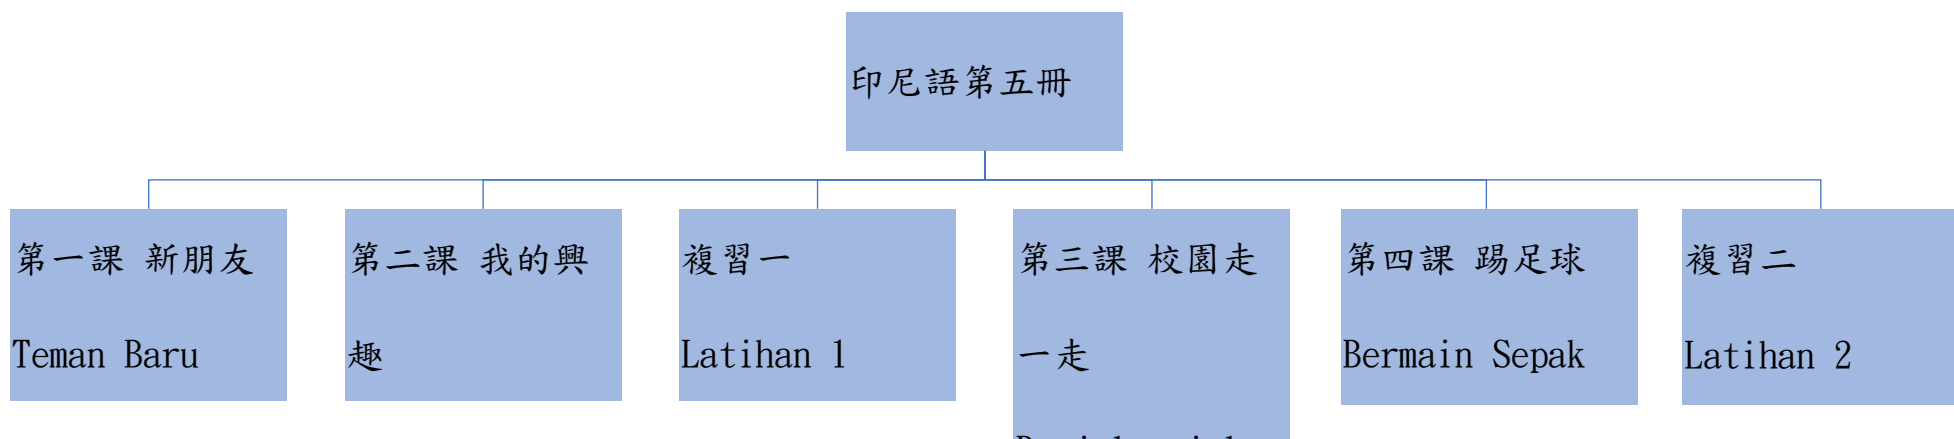 印尼語第五冊
第一課 新朋友
Teman Baru
第二課 我的興
趣
複習一
Latihan 1
第三課 校園走
一走
第四課 踢足球
Bermain Sepak
複習二
Latihan 2